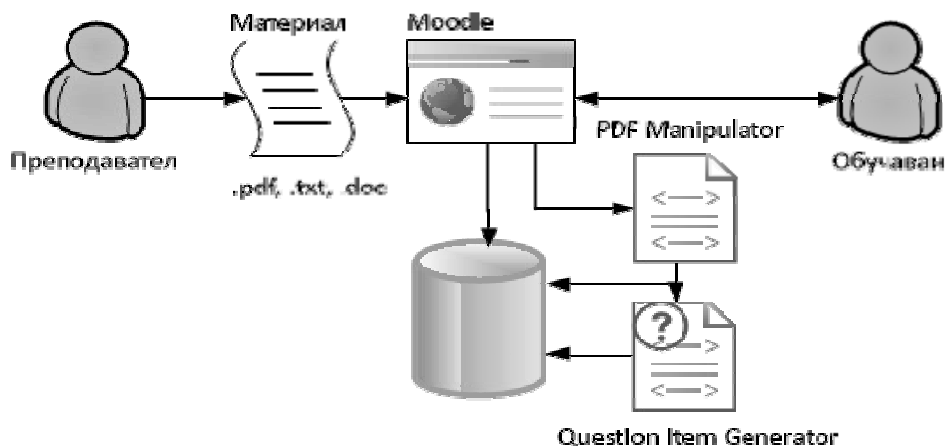 Материал
Moodle
PDF Manipulator
Преподавател
Обучаван
.pdf, .txt, .doc
?
Question Item Generator